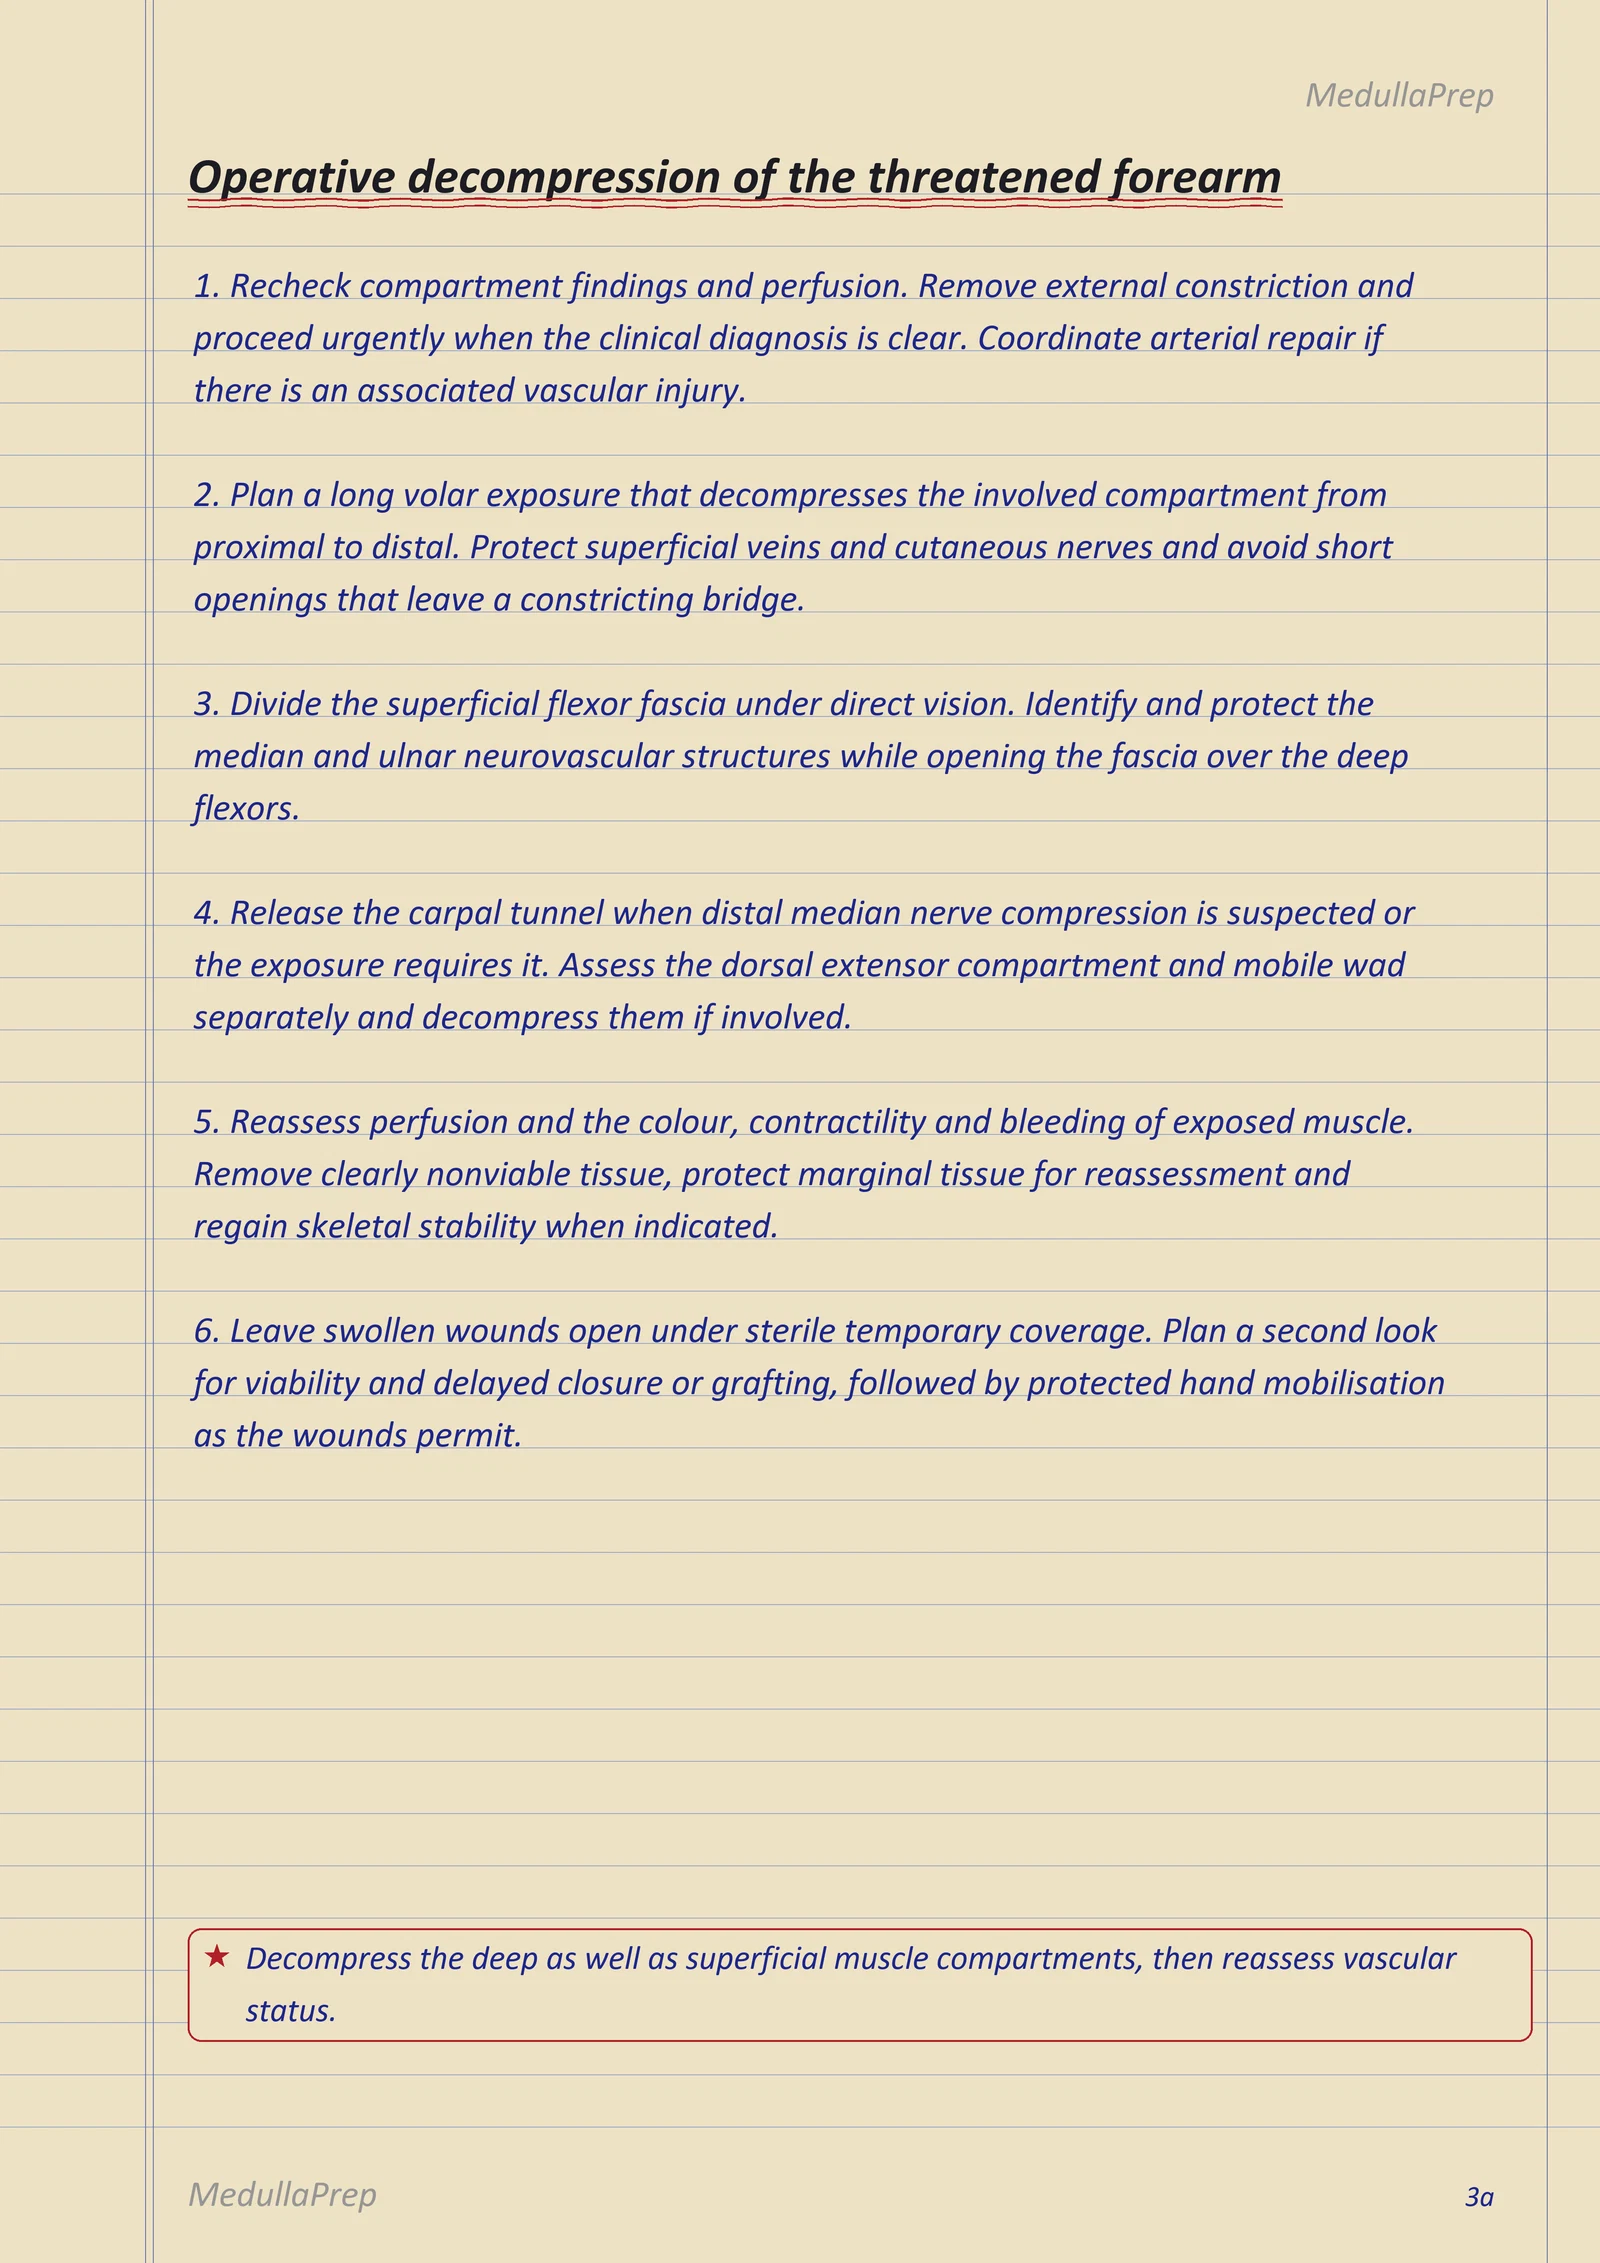 MedullaPrep
Operative decompression of the threatened forearm
1. Recheck compartment findings and perfusion. Remove external constriction and
proceed urgently when the clinical diagnosis is clear. Coordinate arterial repair if
there is an associated vascular injury.
2. Plan a long volar exposure that decompresses the involved compartment from
proximal to distal. Protect superficial veins and cutaneous nerves and avoid short
openings that leave a constricting bridge.
3. Divide the superficial flexor fascia under direct vision. Identify and protect the
median and ulnar neurovascular structures while opening the fascia over the deep
flexors.
4. Release the carpal tunnel when distal median nerve compression is suspected or
the exposure requires it. Assess the dorsal extensor compartment and mobile wad
separately and decompress them if involved.
5. Reassess perfusion and the colour, contractility and bleeding of exposed muscle.
Remove clearly nonviable tissue, protect marginal tissue for reassessment and
regain skeletal stability when indicated.
6. Leave swollen wounds open under sterile temporary coverage. Plan a second look
for viability and delayed closure or grafting, followed by protected hand mobilisation
as the wounds permit.
★ Decompress the deep as well as superficial muscle compartments, then reassess vascular
status.
MedullaPrep
3a